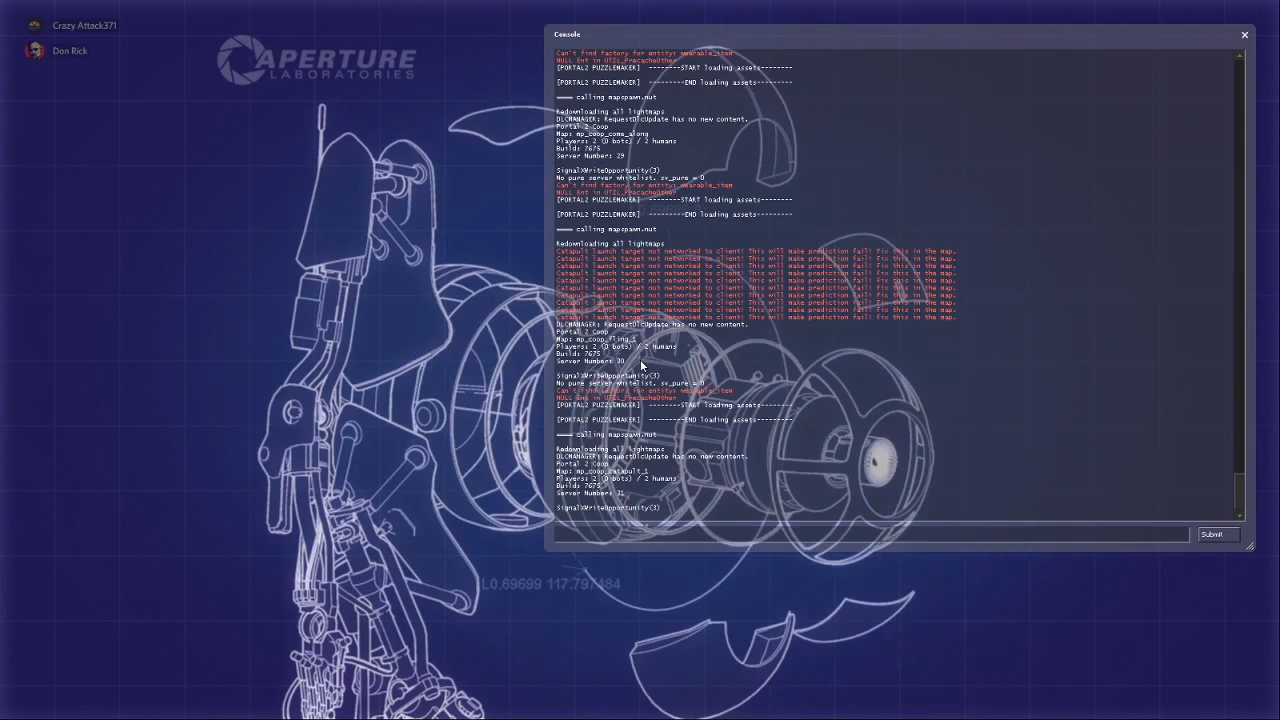 Crazy Attack371
Don Rick
APERTURE
LABORATORIES
Console
Can't find factory for entity: wearable_item
NULL Ent in UTIL_PrecacheOther
[PORTAL2 PUZZLEMAKER] --------START loading assets--------
[PORTAL2 PUZZLEMAKER] ---------END loading assets---------
calling mapspawn.nut
Redownloading all lightmaps
DLCMANAGER: RequestDlcUpdate has no new content.
Portal 2 Coop
Map: mp_coop_come_along
Players: 2 (0 bots) / 2 humans
Build: 7675
Server Number: 29
SignalXWriteOpportunity(3)
No pure server whitelist. sv_pure = 0
Can't find factory for entity: wearable_item
NULL Ent in UTIL_PrecacheOther
[PORTAL2 PUZZLEMAKER] --------START loading assets--------
[PORTAL2 PUZZLEMAKER] ---------END loading assets---------
calling mapspawn.nut
Redownloading all lightmaps
Catapult launch target not networked to client! This will make prediction fail! Fix this in the map.
Catapult launch target not networked to client! This will make prediction fail! Fix this in the map.
Catapult launch target not networked to client! This will make prediction fail! Fix this in the map.
Catapult launch target not networked to client! This will make prediction fail! Fix this in the map.
Catapult launch target not networked to client! This will make prediction fail! Fix this in the map.
Catapult launch target not networked to client! This will make prediction fail! Fix this in the map.
Catapult launch target not networked to client! This will make prediction fail! Fix this in the map.
Catapult launch target not networked to client! This will make prediction fail! Fix this in the map.
Catapult launch target not networked to client! This will make prediction fail! Fix this in the map.
Catapult launch target not networked to client! This will make prediction fail! Fix this in the map.
DLCMANAGER: RequestDlcUpdate has no new content.
Portal 2 Coop
Map: mp_coop_fling_1
Players: 2 (0 bots) / 2 humans
Build: 7675
Server Number: 30
SignalXWriteOpportunity(3)
No pure server whitelist. sv_pure = 0
Can't find factory for entity: wearable_item
NULL Ent in UTIL_PrecacheOther
[PORTAL2 PUZZLEMAKER] --------START loading assets--------
[PORTAL2 PUZZLEMAKER] ---------END loading assets---------
calling mapspawn.nut
Redownloading all lightmaps
DLCMANAGER: RequestDlcUpdate has no new content.
Portal 2 Coop
Map: mp_coop_catapult_1
Players: 2 (0 bots) / 2 humans
Build: 7675
Server Number: 31
SignalXWriteOpportunity(3)
Submit
L0.69699 117.797484